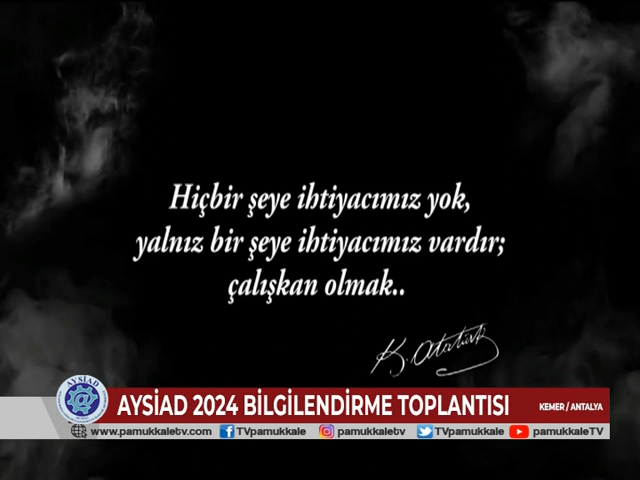 Hiçbir şeye ihtiyacımız yok,
yalnız bir şeye ihtiyacımız vardır;
çalışkan olmak..
K. Atatürk
AYSİAD
AYSİAD 2024 BİLGİLENDİRME TOPLANTISI
KEMER / ANTALYA
www.pamukkaletv.com TVpamukkale pamukkaletv TVpamukkale pamukkaleTV